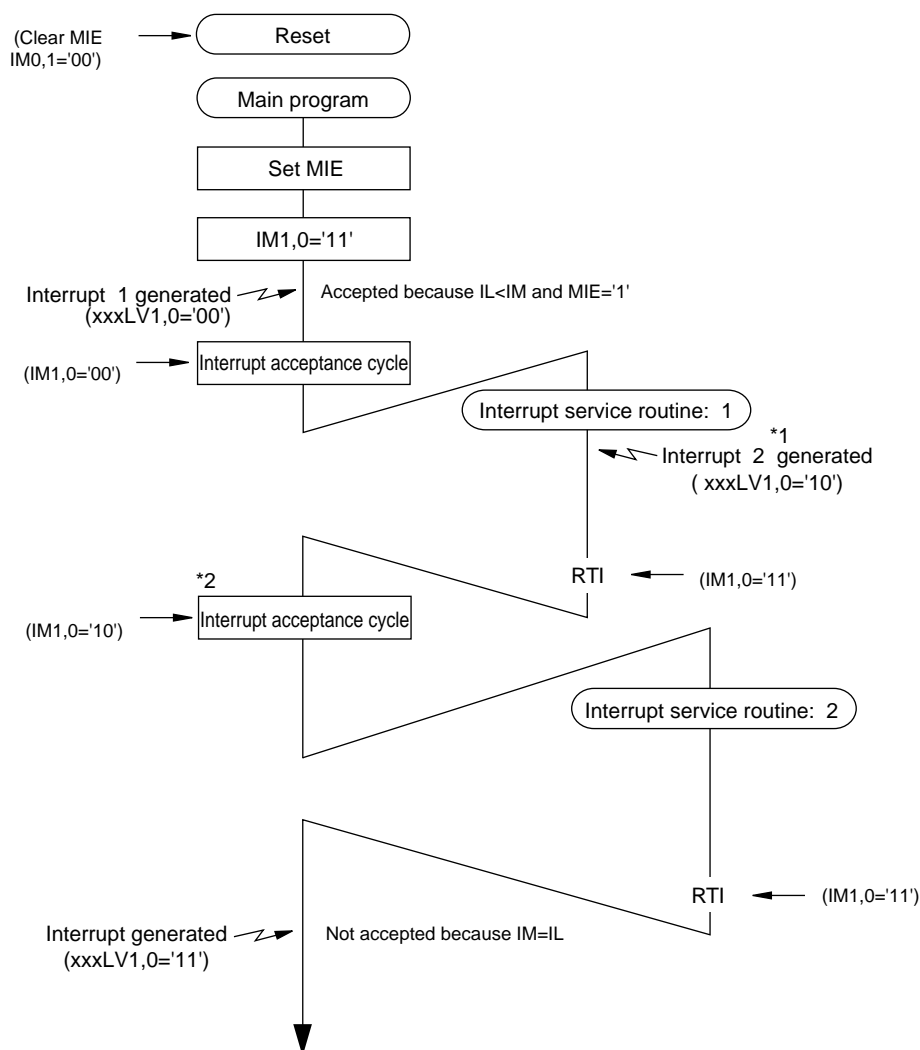 (Clear MIE
IM0,1='00')
Reset
Main program
Set MIE
IM1,0='11'
Interrupt 1 generated
(xxxLV1,0='00')
Accepted because IL<IM and MIE='1'
(IM1,0='00')
Interrupt acceptance cycle
Interrupt service routine: 1
*1
Interrupt 2 generated
( xxxLV1,0='10')
RTI
(IM1,0='11')
*2
(IM1,0='10')
Interrupt acceptance cycle
Interrupt service routine: 2
RTI
(IM1,0='11')
Interrupt generated
(xxxLV1,0='11')
Not accepted because IM=IL